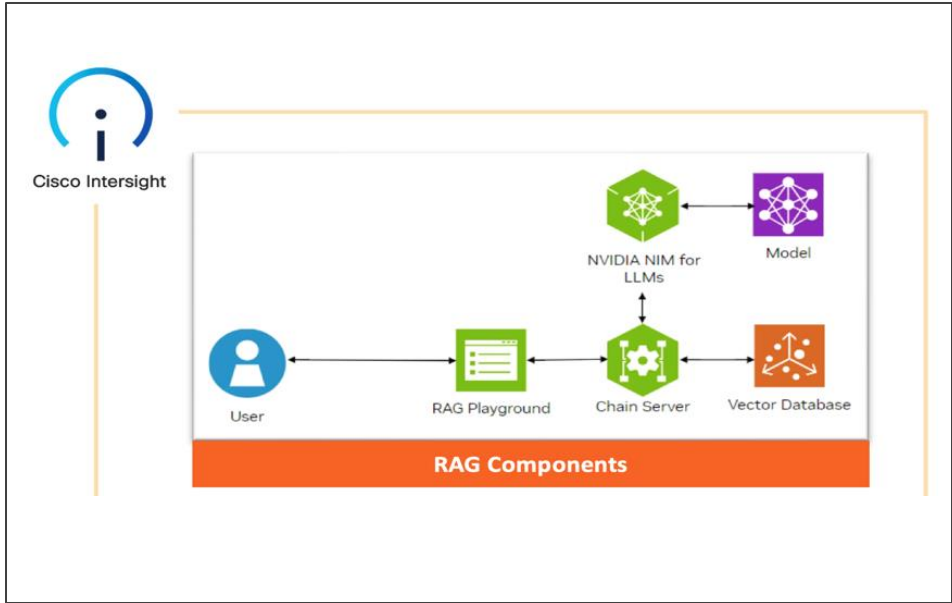 Cisco Intersight
NVIDIA NIM for
LLMs
Model
User
RAG Playground
Chain Server
Vector Database
RAG Components